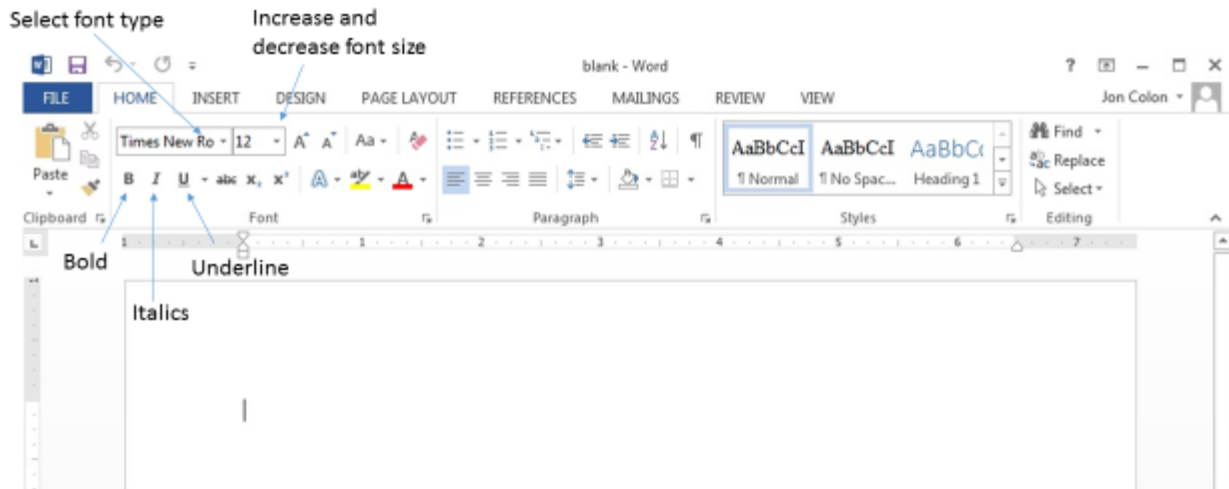 Select font type
Increase and
decrease font size
blank - Word
FILE HOME INSERT DESIGN PAGE LAYOUT REFERENCES MAILINGS REVIEW VIEW Jon Colon
Times New Ro 12 Aa
AaBbCcI AaBbCcI AaBbC
Find
Replace
Select
Paste
B I U abc x₂ x² A ab A
¶ Normal ¶ No Spac... Heading 1
Clipboard Font Paragraph Styles Editing
1 1 2 3 4 5 6 7
Bold
Underline
Italics